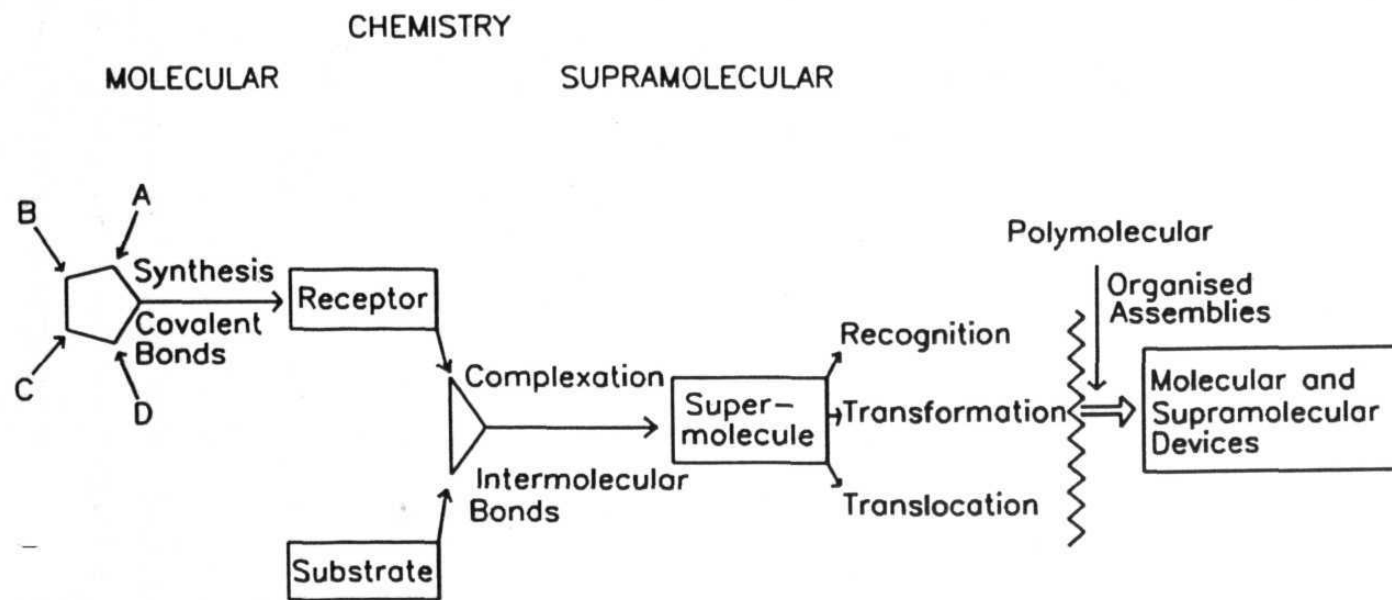 CHEMISTRY
MOLECULAR
SUPRAMOLECULAR
A
B
C
D
Synthesis
Covalent
Bonds
Receptor
Substrate
Complexation
Intermolecular
Bonds
Super-
molecule
Recognition
Transformation
Translocation
Polymolecular
Organised
Assemblies
Molecular and
Supramolecular
Devices